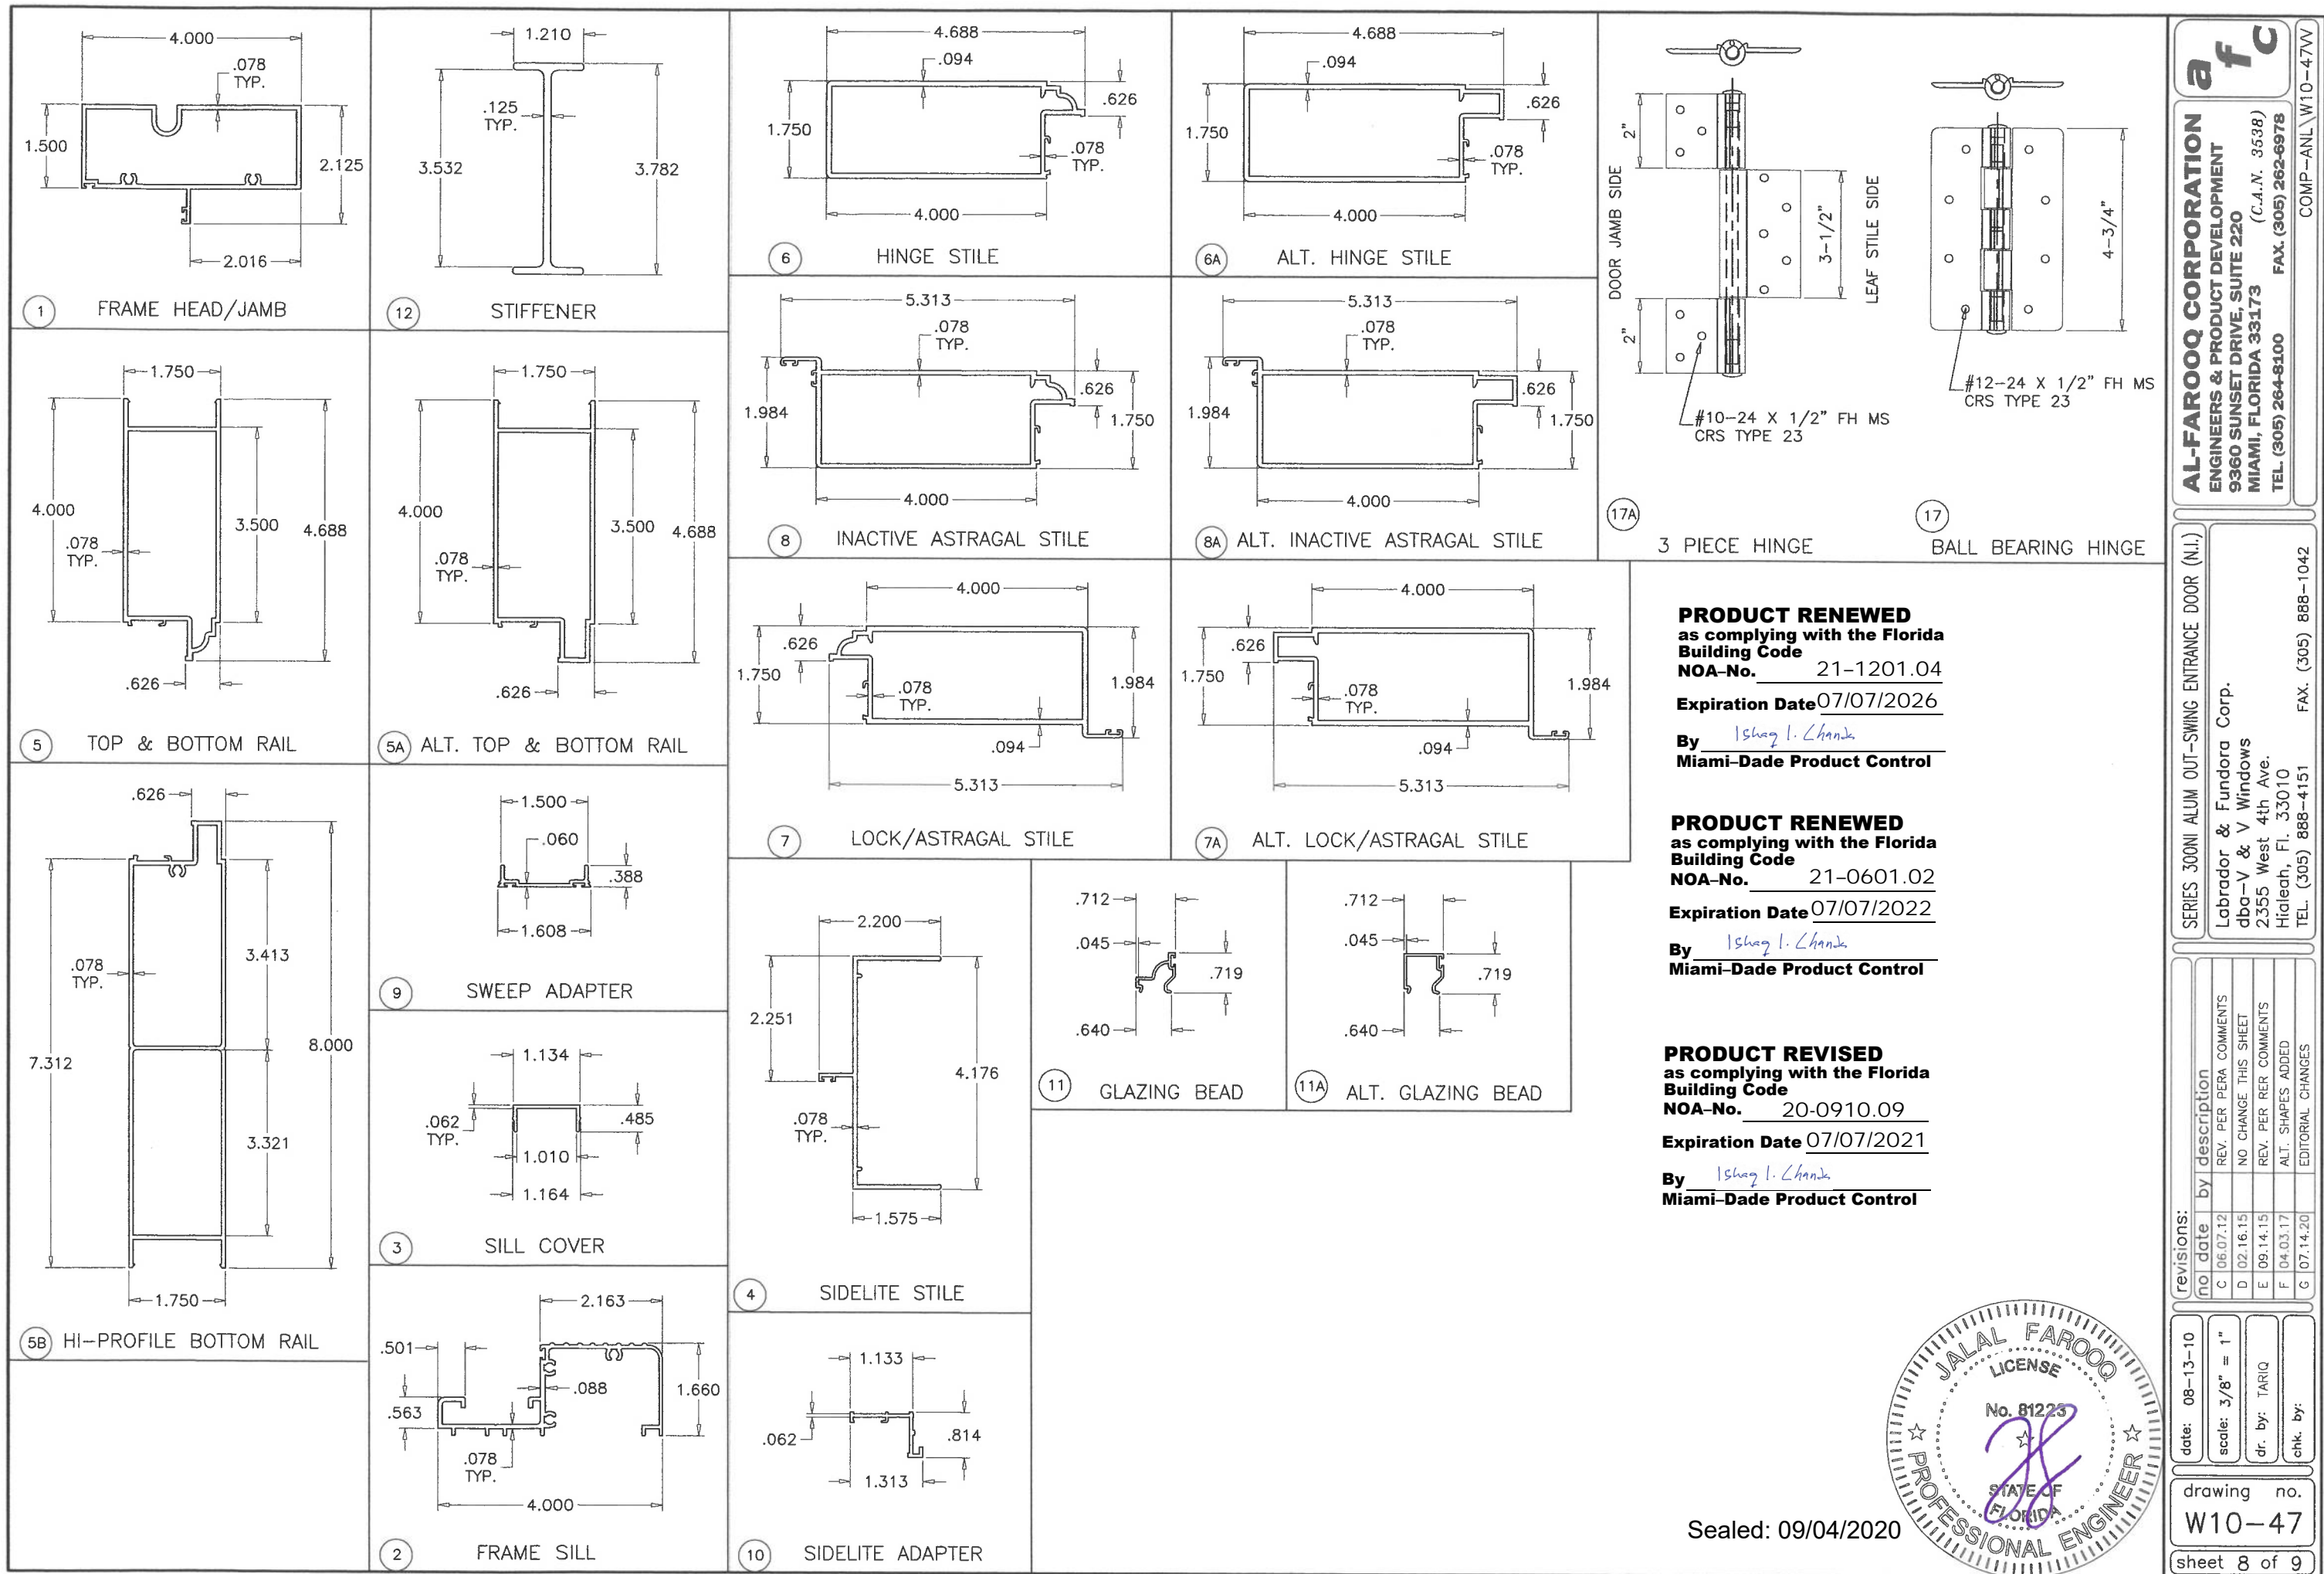 4.000
.078
TYP.
1.500
2.125
2.016
1 FRAME HEAD/JAMB
1.210
.125
TYP.
3.532
3.782
12 STIFFENER
4.688
.094
1.750
.626
.078
TYP.
4.000
6 HINGE STILE
4.688
.094
1.750
.626
.078
TYP.
4.000
6A ALT. HINGE STILE
DOOR JAMB SIDE
2"
2"
3-1/2"
LEAF STILE SIDE
#10-24 X 1/2" FH MS
CRS TYPE 23
17A 3 PIECE HINGE
4-3/4"
#12-24 X 1/2" FH MS
CRS TYPE 23
17 BALL BEARING HINGE
1.750
4.000
.078
TYP.
3.500
4.688
.626
5 TOP & BOTTOM RAIL
1.750
4.000
.078
TYP.
3.500
4.688
.626
5A ALT. TOP & BOTTOM RAIL
5.313
.078
TYP.
1.984
.626
1.750
4.000
8 INACTIVE ASTRAGAL STILE
5.313
.078
TYP.
1.984
.626
1.750
4.000
8A ALT. INACTIVE ASTRAGAL STILE
4.000
.626
1.750
.078
TYP.
1.984
.094
5.313
7 LOCK/ASTRAGAL STILE
4.000
.626
1.750
.078
TYP.
1.984
.094
5.313
7A ALT. LOCK/ASTRAGAL STILE
.626
.078
TYP.
3.413
7.312
8.000
3.321
1.750
5B HI-PROFILE BOTTOM RAIL
1.500
.060
.388
1.608
9 SWEEP ADAPTER
1.134
.062
TYP.
.485
1.010
1.164
3 SILL COVER
2.163
.501
.088
1.660
.563
.078
TYP.
4.000
2 FRAME SILL
2.200
2.251
4.176
.078
TYP.
1.575
4 SIDELITE STILE
1.133
.062
.814
1.313
10 SIDELITE ADAPTER
.712
.045
.719
.640
11 GLAZING BEAD
.712
.045
.719
.640
11A ALT. GLAZING BEAD
PRODUCT RENEWED
as complying with the Florida
Building Code
NOA-No. 21-1201.04
Expiration Date 07/07/2026
By Ishaq I. Chanda
Miami-Dade Product Control
PRODUCT RENEWED
as complying with the Florida
Building Code
NOA-No. 21-0601.02
Expiration Date 07/07/2022
By Ishaq I. Chanda
Miami-Dade Product Control
PRODUCT REVISED
as complying with the Florida
Building Code
NOA-No. 20-0910.09
Expiration Date 07/07/2021
By Ishaq I. Chanda
Miami-Dade Product Control
Sealed: 09/04/2020
JALAL FAROOQ
LICENSE
No. 81223
STATE OF
FLORIDA
PROFESSIONAL ENGINEER
afc
AL-FAROOQ CORPORATION
ENGINEERS & PRODUCT DEVELOPMENT
9360 SUNSET DRIVE, SUITE 220
MIAMI, FLORIDA 33173 (C.A.N. 3538)
TEL. (305) 264-8100 FAX. (305) 262-6978
COMP-ANL\W10-47VV
SERIES 300NI ALUM OUT-SWING ENTRANCE DOOR (N.I.)
Labrador & Fundora Corp.
dba-V & V Windows
2355 West 4th Ave.
Hialeah, Fl. 33010
TEL. (305) 888-4151 FAX. (305) 888-1042
revisions:
no date by description
C 06.07.12 REV. PER PERA COMMENTS
D 02.16.15 NO CHANGE THIS SHEET
E 09.14.15 REV. PER RER COMMENTS
F 04.03.17 ALT. SHAPES ADDED
G 07.14.20 EDITORIAL CHANGES
date: 08-13-10
scale: 3/8" = 1"
dr. by: TARIQ
chk. by:
drawing no.
W10-47
sheet 8 of 9